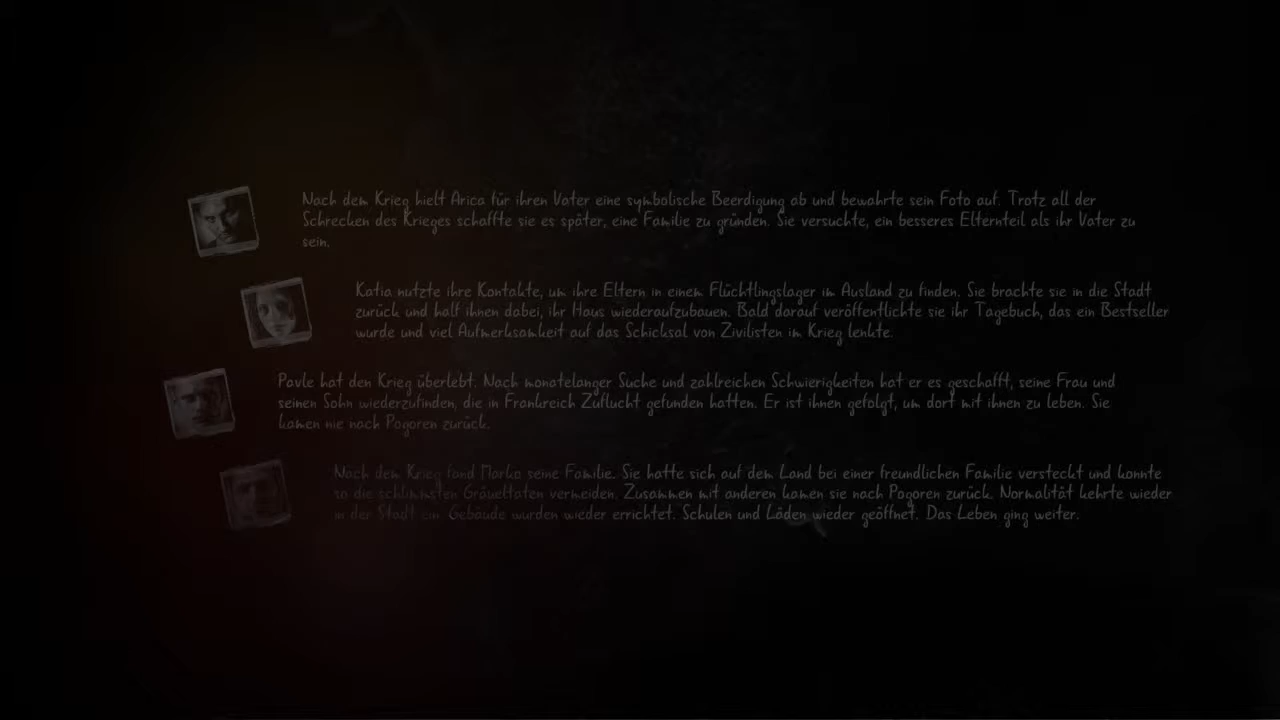 Nach dem Krieg hielt Arica für ihren Vater eine symbolische Beerdigung ab und bewahrte sein Foto auf. Trotz all der
Schrecken des Krieges schaffte sie es später, eine Familie zu gründen. Sie versuchte, ein besseres Elternteil als ihr Vater zu
sein.
Katia nutzte ihre Kontakte, um ihre Eltern in einem Flüchtlingslager im Ausland zu finden. Sie brachte sie in die Stadt
zurück und half ihnen dabei, ihr Haus wiederaufzubauen. Bald darauf veröffentlichte sie ihr Tagebuch, das ein Bestseller
wurde und viel Aufmerksamkeit auf das Schicksal von Zivilisten im Krieg lenkte.
Pavle hat den Krieg überlebt. Nach monatelanger Suche und zahlreichen Schwierigkeiten hat er es geschafft, seine Frau und
seinen Sohn wiederzufinden, die in Frankreich Zuflucht gefunden hatten. Er ist ihnen gefolgt, um dort mit ihnen zu leben. Sie
kamen nie nach Pogoren zurück.
Nach dem Krieg fand Marko seine Familie. Sie hatte sich auf dem Land bei einer freundlichen Familie versteckt und konnte
so die schlimmsten Gräueltaten vermeiden. Zusammen mit anderen kamen sie nach Pogoren zurück. Normalität kehrte wieder
in der Stadt ein. Gebäude wurden wieder errichtet. Schulen und Läden wieder geöffnet. Das Leben ging weiter.